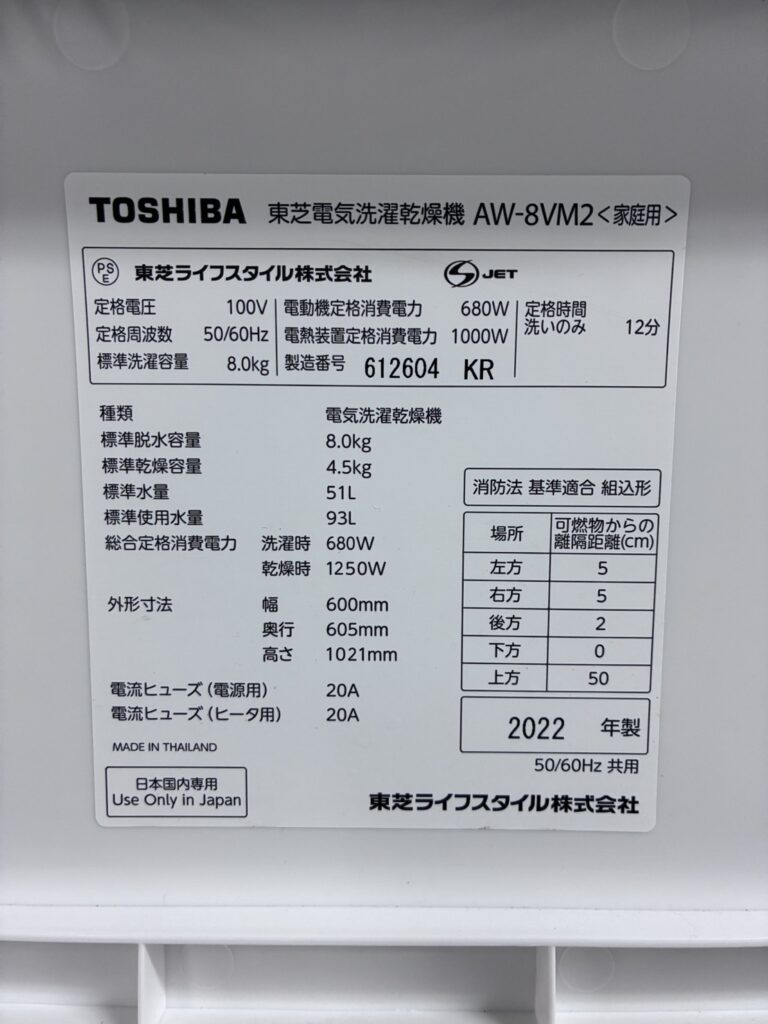 TOSHIBA 東芝電気洗濯乾燥機 AW-8VM2<家庭用>
PS E 東芝ライフスタイル株式会社 S JET
定格電圧 100V 電動機定格消費電力 680W 定格時間
定格周波数 50/60Hz 電熱装置定格消費電力 1000W 洗いのみ 12分
標準洗濯容量 8.0kg 製造番号 612604 KR
種類 電気洗濯乾燥機
標準脱水容量 8.0kg
標準乾燥容量 4.5kg
標準水量 51L
標準使用水量 93L
総合定格消費電力 洗濯時 680W
乾燥時 1250W
外形寸法 幅 600mm
奥行 605mm
高さ 1021mm
電流ヒューズ(電源用) 20A
電流ヒューズ(ヒータ用) 20A
MADE IN THAILAND
日本国内専用
Use Only in Japan
消防法 基準適合 組込形
場所 可燃物からの
離隔距離(cm)
左方 5
右方 5
後方 2
下方 0
上方 50
2022 年製
50/60Hz 共用
東芝ライフスタイル株式会社